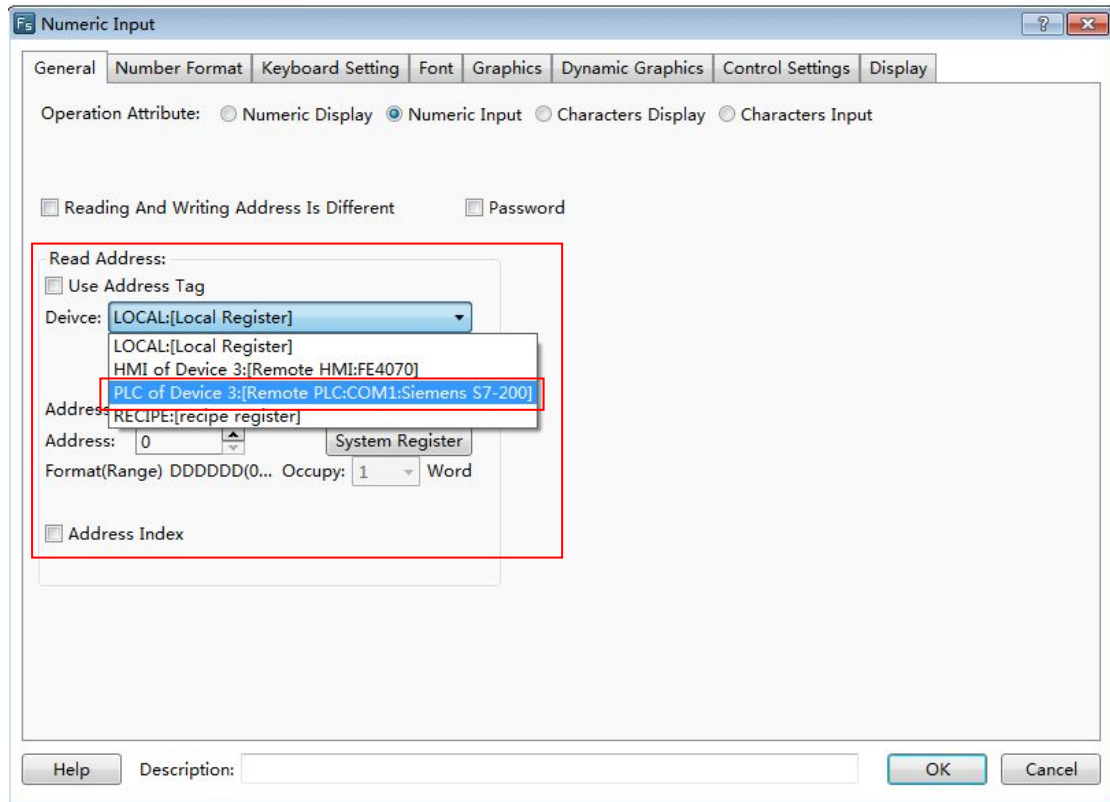 Fs Numeric Input
General Number Format Keyboard Setting Font Graphics Dynamic Graphics Control Settings Display
Operation Attribute: Numeric Display Numeric Input Characters Display Characters Input
Reading And Writing Address Is Different Password
Read Address:
Use Address Tag
Deivce: LOCAL:[Local Register]
LOCAL:[Local Register]
HMI of Device 3:[Remote HMI:FE4070]
PLC of Device 3:[Remote PLC:COM1:Siemens S7-200]
Address
RECIPE:[recipe register]
Address: 0 System Register
Format(Range) DDDDDD(0... Occupy: 1 Word
Address Index
Help Description: OK Cancel